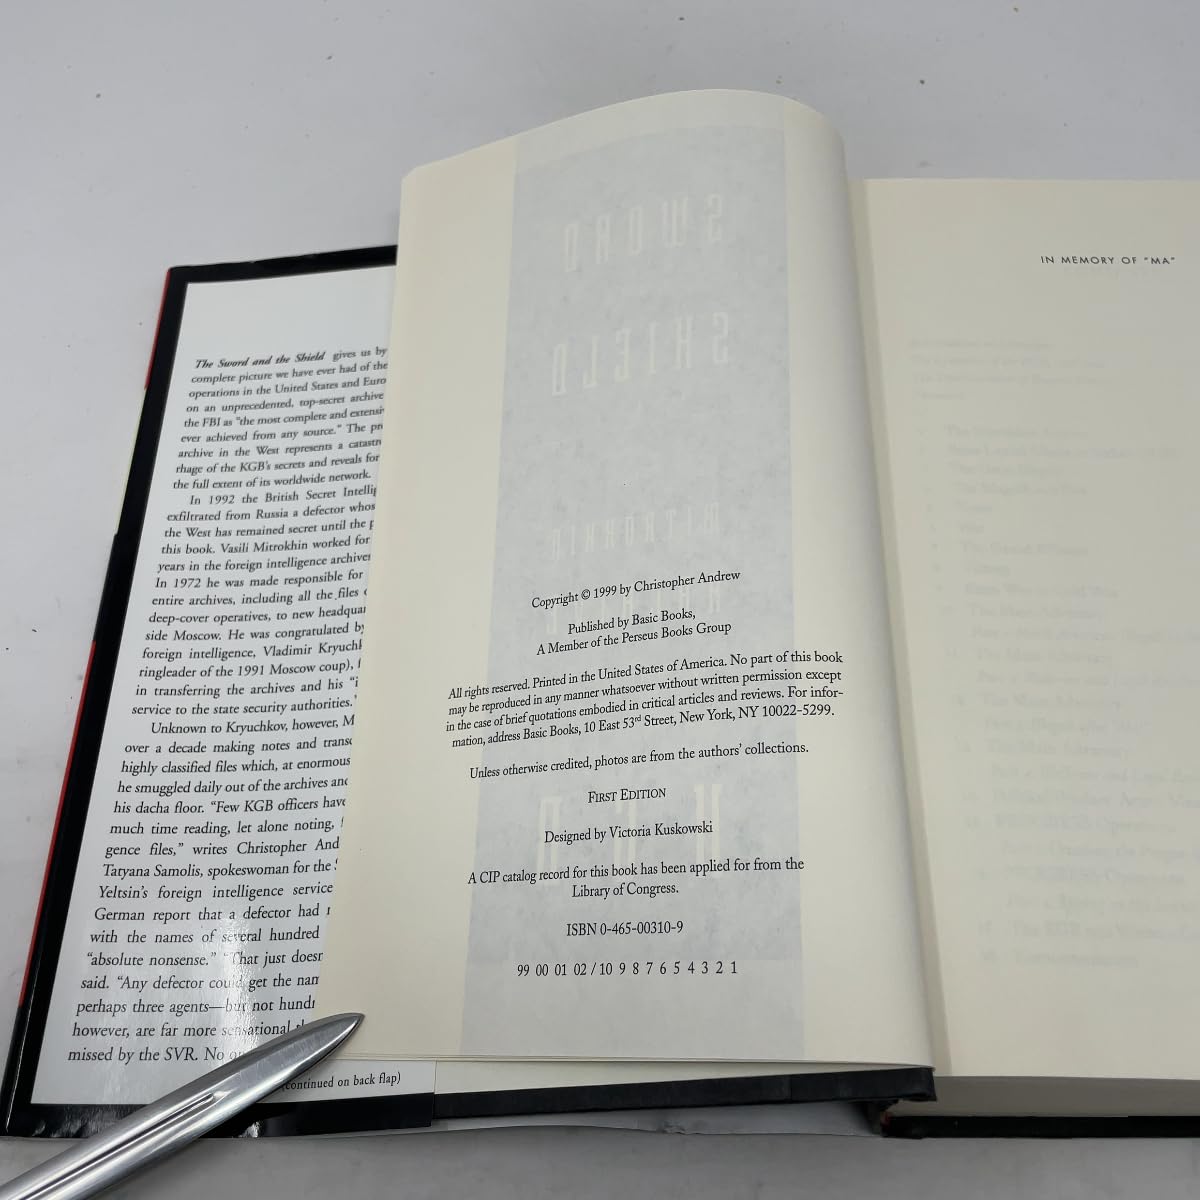 The Sword and the Shield gives us by
complete picture we have ever had of the
operations in the United States and Euro
on an unprecedented, top-secret archive
the FBI as "the most complete and extensi
ever achieved from any source." The pr
archive in the West represents a catastr
rhage of the KGB's secrets and reveals for
the full extent of its worldwide network.
In 1992 the British Secret Intellig
exfiltrated from Russia a defector whos
the West has remained secret until the p
this book. Vasili Mitrokhin worked for
years in the foreign intelligence archives
In 1972 he was made responsible for
entire archives, including all the files
deep-cover operatives, to new headquar
side Moscow. He was congratulated by
foreign intelligence, Vladimir Kryuchk
ringleader of the 1991 Moscow coup), f
in transferring the archives and his "i
service to the state security authorities."
Unknown to Kryuchkov, however, M
over a decade making notes and transc
highly classified files which, at enormous
he smuggled daily out of the archives and
his dacha floor. "Few KGB officers have
much time reading, let alone noting, f
gence files," writes Christopher And
Tatyana Samolis, spokeswoman for the S
Yeltsin's foreign intelligence service
German report that a defector had r
with the names of several hundred
"absolute nonsense." "That just doesn
said. "Any defector could get the nam
perhaps three agents—but not hundr
however, are far more sensational th
missed by the SVR. No
(continued on back flap)
SWORD
SHIELD
Copyright © 1999 by Christopher Andrew
Published by Basic Books,
A Member of the Perseus Books Group
All rights reserved. Printed in the United States of America. No part of this book
may be reproduced in any manner whatsoever without written permission except
in the case of brief quotations embodied in critical articles and reviews. For infor-
mation, address Basic Books, 10 East 53rd Street, New York, NY 10022-5299.
Unless otherwise credited, photos are from the authors' collections.
FIRST EDITION
Designed by Victoria Kuskowski
A CIP catalog record for this book has been applied for from the
Library of Congress.
ISBN 0-465-00310-9
99 00 01 02 / 10 9 8 7 6 5 4 3 2 1
IN MEMORY OF "MA"